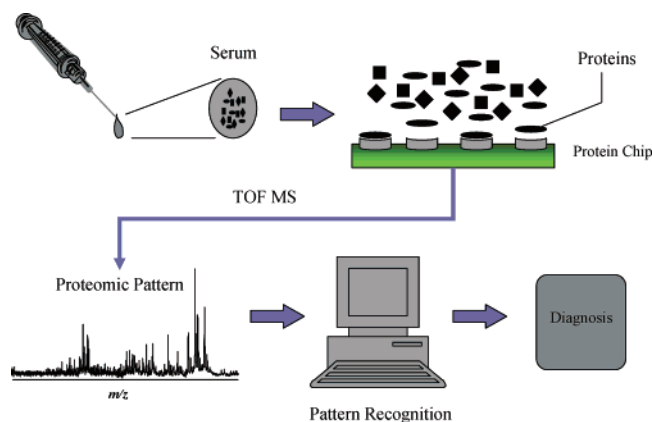 Serum
Proteins
Protein Chip
TOF MS
Proteomic Pattern
Diagnosis
m/z
Pattern Recognition